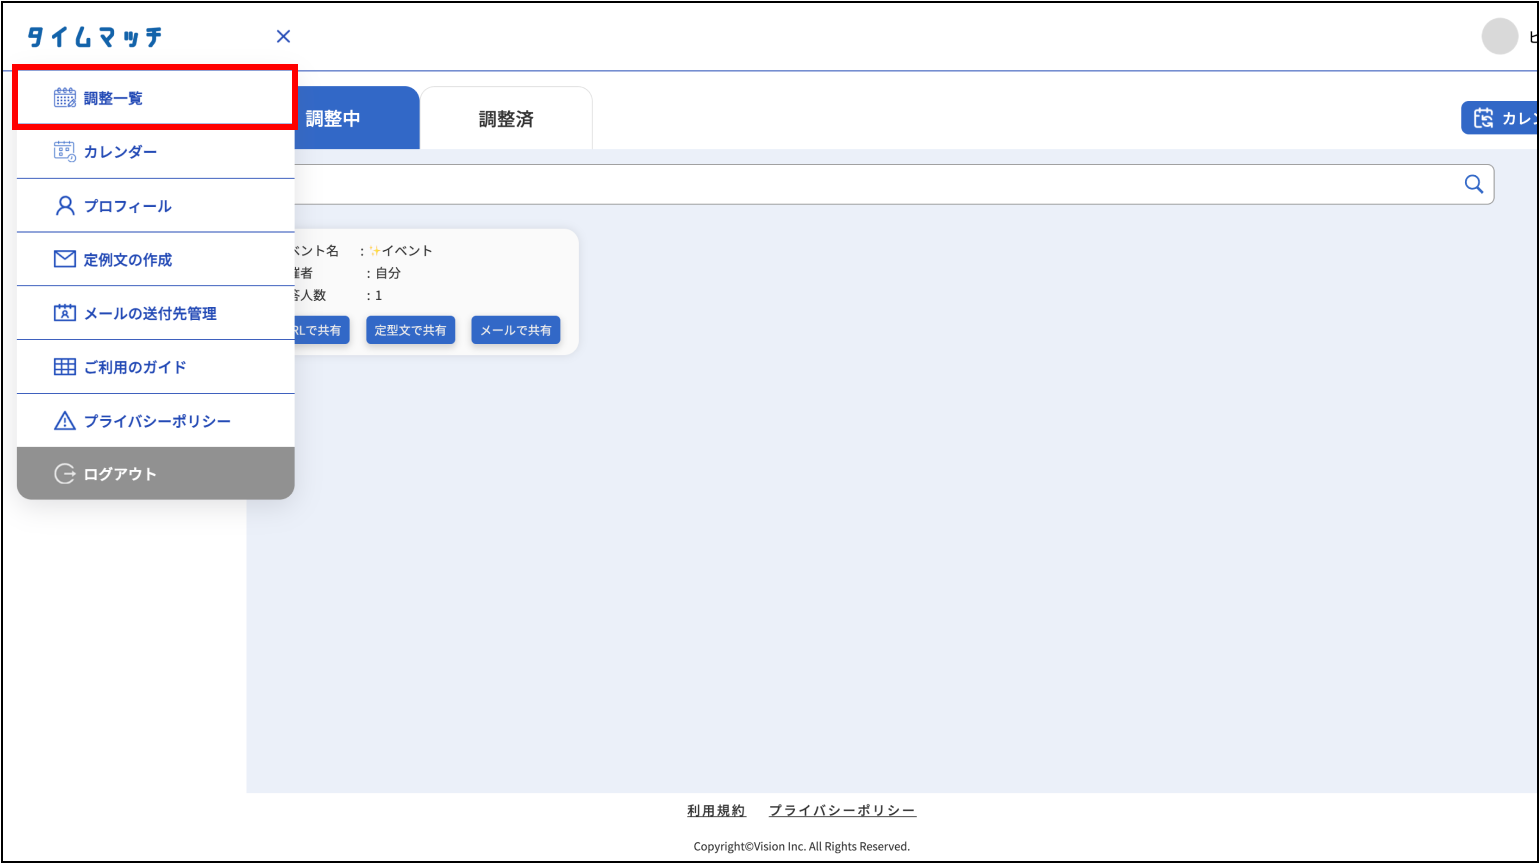 タイムマッチ
調整一覧
カレンダー
プロフィール
定例文の作成
メールの送付先管理
ご利用のガイド
プライバシーポリシー
ログアウト
調整中
調整済
カレン
ベント名 : ✨イベント
催者 : 自分
答人数 : 1
RLで共有 定型文で共有 メールで共有
利用規約 プライバシーポリシー
Copyright©Vision Inc. All Rights Reserved.